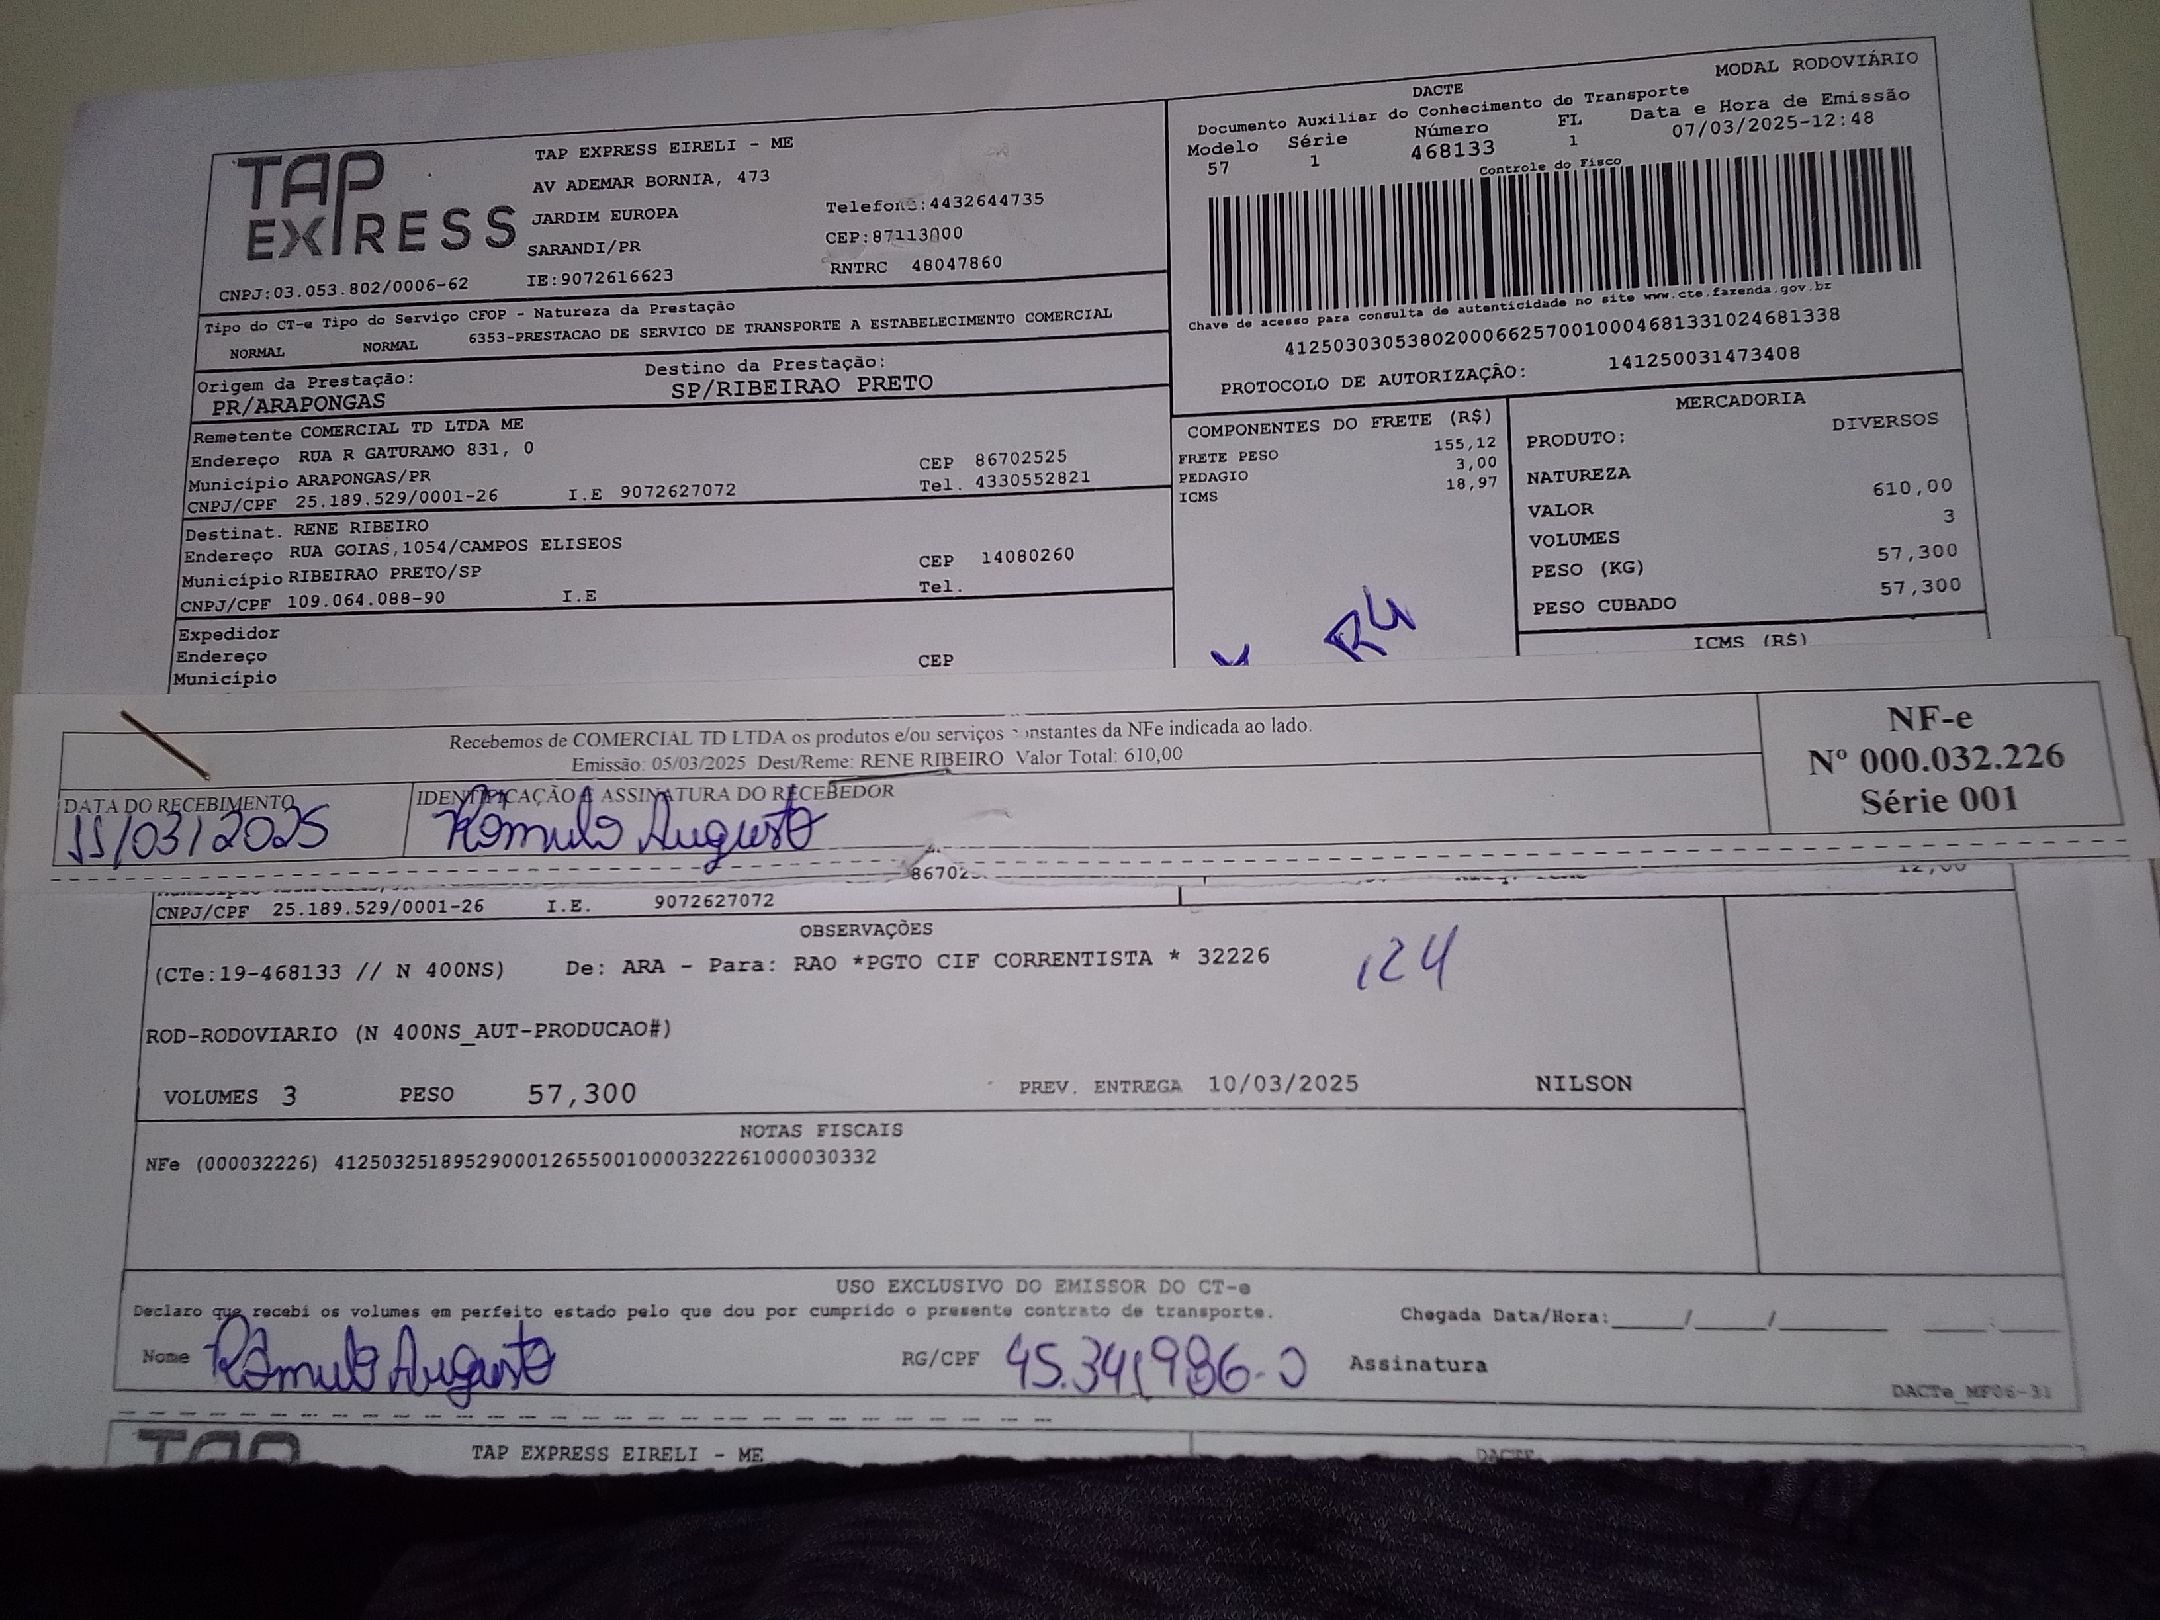 TAP EXPRESS
TAP EXPRESS EIRELI - ME
AV ADEMAR BORNIA, 473
JARDIM EUROPA
SARANDI/PR
Telefone:4432644735
CEP:87113000
CNPJ:03.053.802/0006-62 IE:9072616623 RNTRC 48047860
DACTE MODAL RODOVIÁRIO
Documento Auxiliar do Conhecimento de Transporte
Modelo Série Número FL Data e Hora de Emissão
57 1 468133 1 07/03/2025-12:48
Controle do Fisco
Chave de acesso para consulta de autenticidade no site www.cte.fazenda.gov.br
41250303053802000662570010004681331024681338
PROTOCOLO DE AUTORIZAÇÃO: 141250031473408
Tipo do CT-e Tipo do Serviço CFOP - Natureza da Prestação
NORMAL NORMAL 6353-PRESTACAO DE SERVICO DE TRANSPORTE A ESTABELECIMENTO COMERCIAL
Origem da Prestação: Destino da Prestação:
PR/ARAPONGAS SP/RIBEIRAO PRETO
Remetente COMERCIAL TD LTDA ME
Endereço RUA R GATURAMO 831, 0 CEP 86702525
Município ARAPONGAS/PR Tel. 4330552821
CNPJ/CPF 25.189.529/0001-26 I.E 9072627072
Destinat. RENE RIBEIRO
Endereço RUA GOIAS,1054/CAMPOS ELISEOS CEP 14080260
Município RIBEIRAO PRETO/SP Tel.
CNPJ/CPF 109.064.088-90 I.E
Expedidor
Endereço CEP
Município
COMPONENTES DO FRETE (R$)
FRETE PESO 155,12
PEDAGIO 3,00
ICMS 18,97
R4
MERCADORIA
PRODUTO: DIVERSOS
NATUREZA
VALOR 610,00
VOLUMES 3
PESO (KG) 57,300
PESO CUBADO 57,300
ICMS (R$)
Recebemos de COMERCIAL TD LTDA os produtos e/ou serviços constantes da NFe indicada ao lado.
Emissão: 05/03/2025 Dest/Reme: RENE RIBEIRO Valor Total: 610,00
DATA DO RECEBIMENTO IDENTIFICAÇÃO E ASSINATURA DO RECEBEDOR
11/03/2025 Rômulo Augusto
NF-e
Nº 000.032.226
Série 001
CNPJ/CPF 25.189.529/0001-26 I.E. 9072627072
OBSERVAÇÕES
(CTe:19-468133 // N 400NS) De: ARA - Para: RAO *PGTO CIF CORRENTISTA * 32226
124
ROD-RODOVIARIO (N 400NS_AUT-PRODUCAO#)
VOLUMES 3 PESO 57,300 PREV. ENTREGA 10/03/2025 NILSON
NOTAS FISCAIS
NFe (000032226) 41250325189529000126550010000322261000030332
USO EXCLUSIVO DO EMISSOR DO CT-e
Declaro que recebi os volumes em perfeito estado pelo que dou por cumprido o presente contrato de transporte. Chegada Data/Hora:_____/_____/_______ ____:____
Nome Rômulo Augusto RG/CPF 45.341986-0 Assinatura
DACTe_MF06-31
TAP TAP EXPRESS EIRELI - ME DACTE